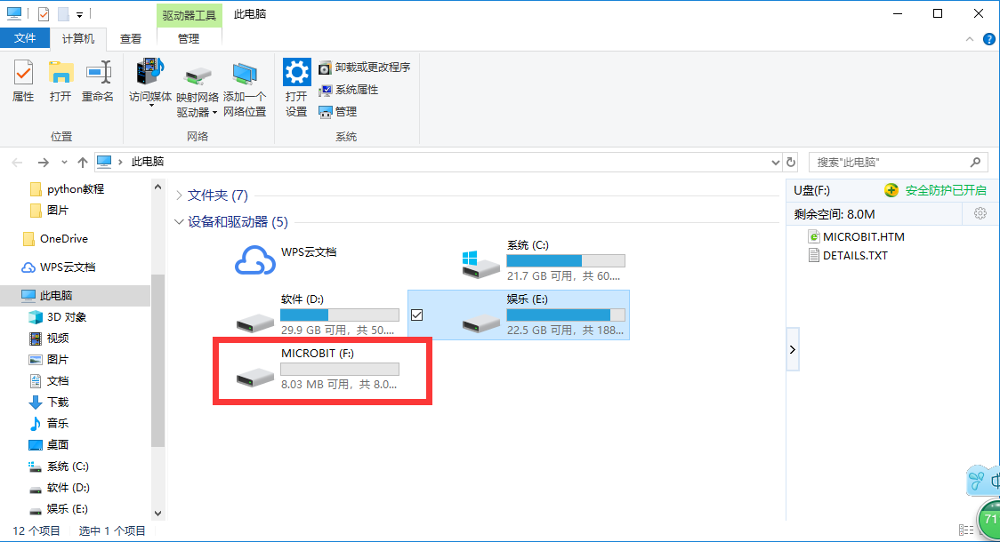 驱动器工具
此电脑
文件
计算机
查看
管理
属性
打开
重命名
访问媒体
映射网络
驱动器
添加一个
网络位置
打开
设置
卸载或更改程序
系统属性
管理
位置
网络
系统
此电脑
搜索"此电脑"
python教程
图片
OneDrive
WPS云文档
此电脑
3D 对象
视频
图片
文档
下载
音乐
桌面
系统 (C:)
软件 (D:)
娱乐 (E:)
文件夹 (7)
设备和驱动器 (5)
WPS云文档
系统 (C:)
21.7 GB 可用，共 60....
软件 (D:)
29.9 GB 可用，共 50....
娱乐 (E:)
22.5 GB 可用，共 188...
MICROBIT (F:)
8.03 MB 可用，共 8.0...
U盘(F:)
安全防护已开启
剩余空间: 8.0M
MICROBIT.HTM
DETAILS.TXT
12 个项目
选中 1 个项目
71